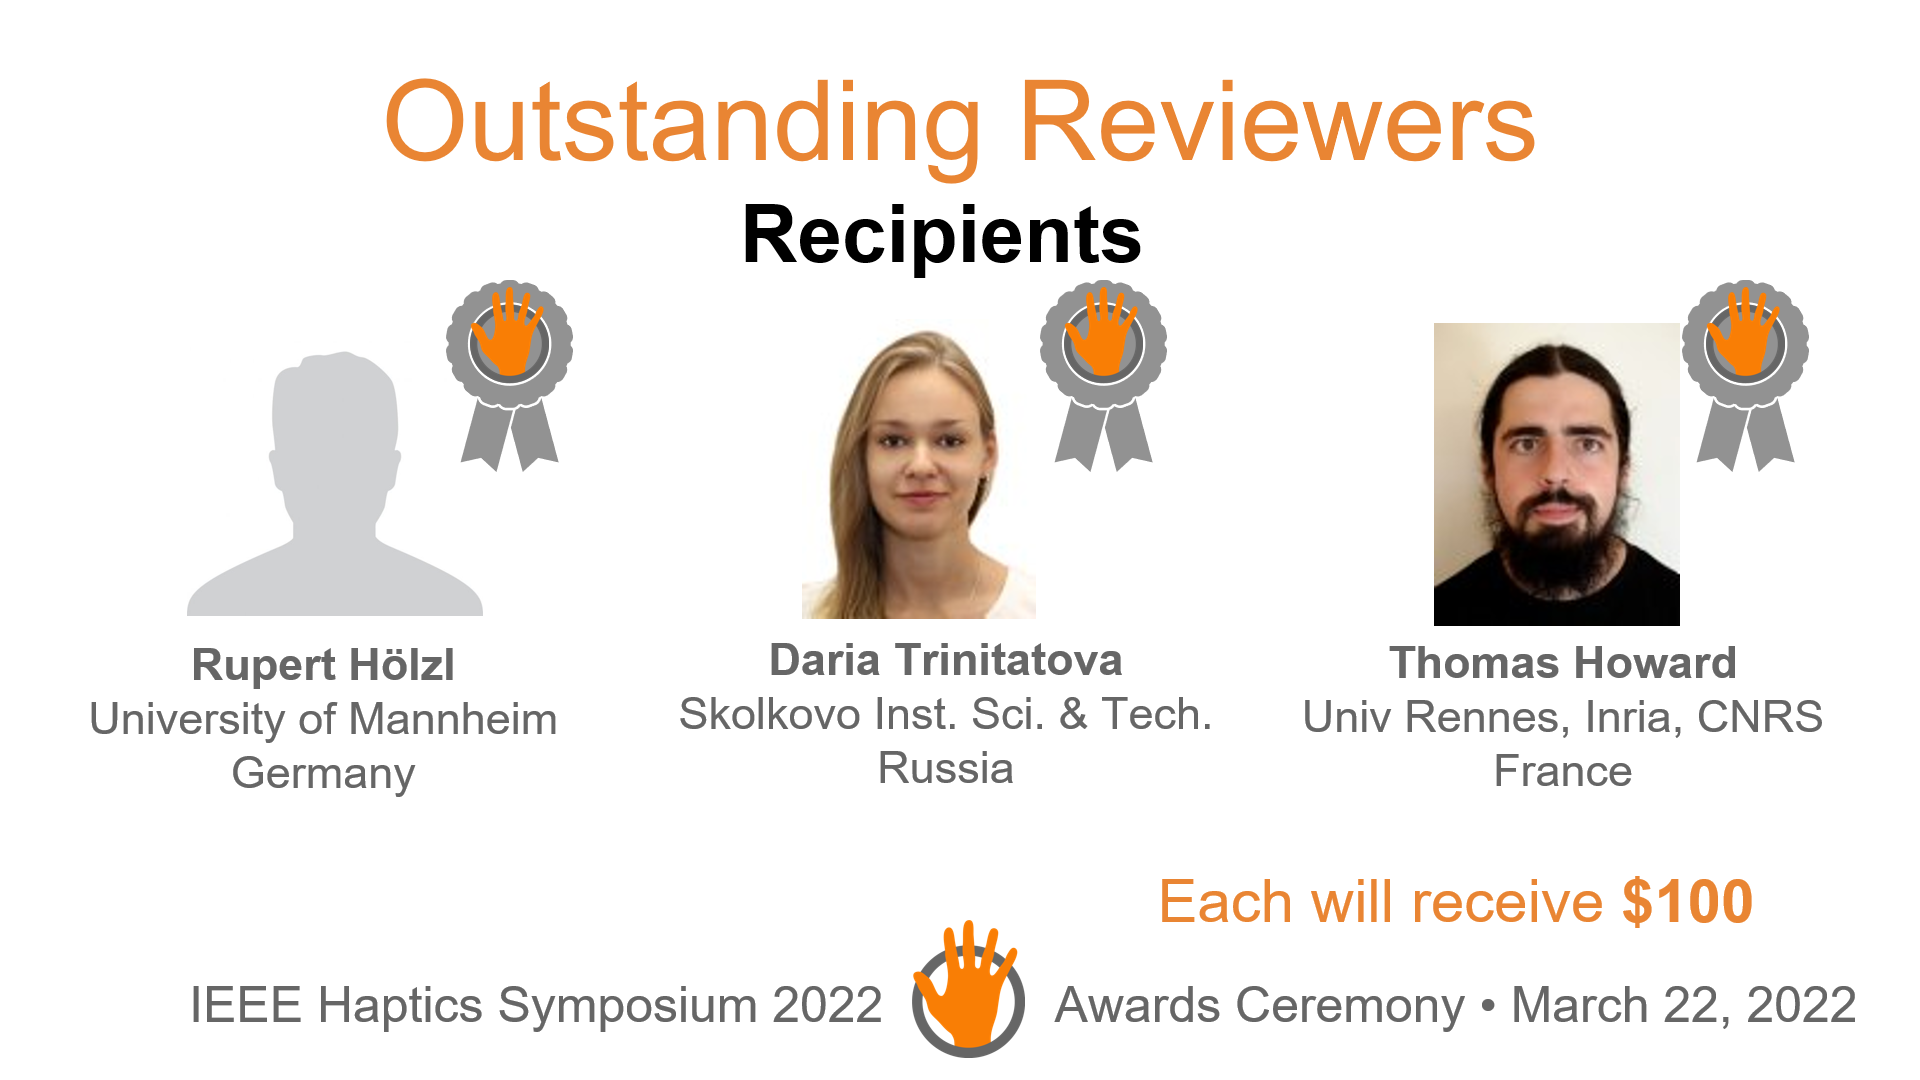 Outstanding Reviewers
Recipients
Rupert Hölzl
University of Mannheim
Germany
Daria Trinitatova
Skolkovo Inst. Sci. & Tech.
Russia
Thomas Howard
Univ Rennes, Inria, CNRS
France
Each will receive $100
IEEE Haptics Symposium 2022
Awards Ceremony • March 22, 2022